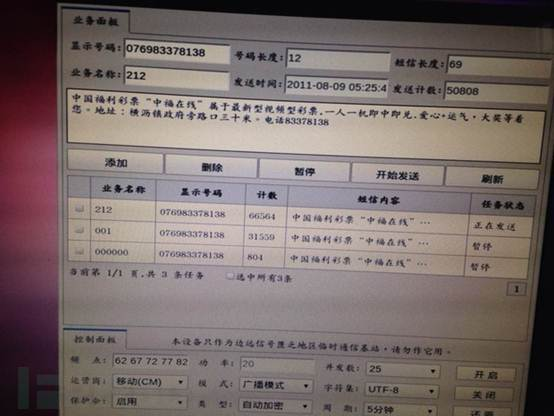 业务面板
显示号码: 076983378138 号码长度: 12 短信长度: 69
业务名称: 212 发送时间: 2011-08-09 05:25:4 发送计数: 50808
中国福利彩票“中福在线”属于最新型视频型彩票,一人一机即中即兑,爱心+运气·大奖等着
您。地址:横沥镇政府旁路口三十米。电话83378138
添加 删除 暂停 开始发送 刷新
业务名称 显示号码 计数 短信内容 任务状态
212 076983378138 66564 中国福利彩票“中福在线”··· 正在发送
001 076983378138 31559 中国福利彩票“中福在线”··· 暂停
000000 076983378138 804 中国福利彩票“中福在线”··· 暂停
当前第 1/1 页,共 3 条任务 选中所有3条
1
控制面板 本设备只作为边远信号匮乏地区临时通信基站,请勿作它用。
频 点: 62 67 72 77 82 功 率: 20 并发数: 25 开启
运营商: 移动(CM) 模 式: 广播模式 字符集: UTF-8 关闭
保护伞: 启用 类 型: 自动加密 周 期: 5分钟